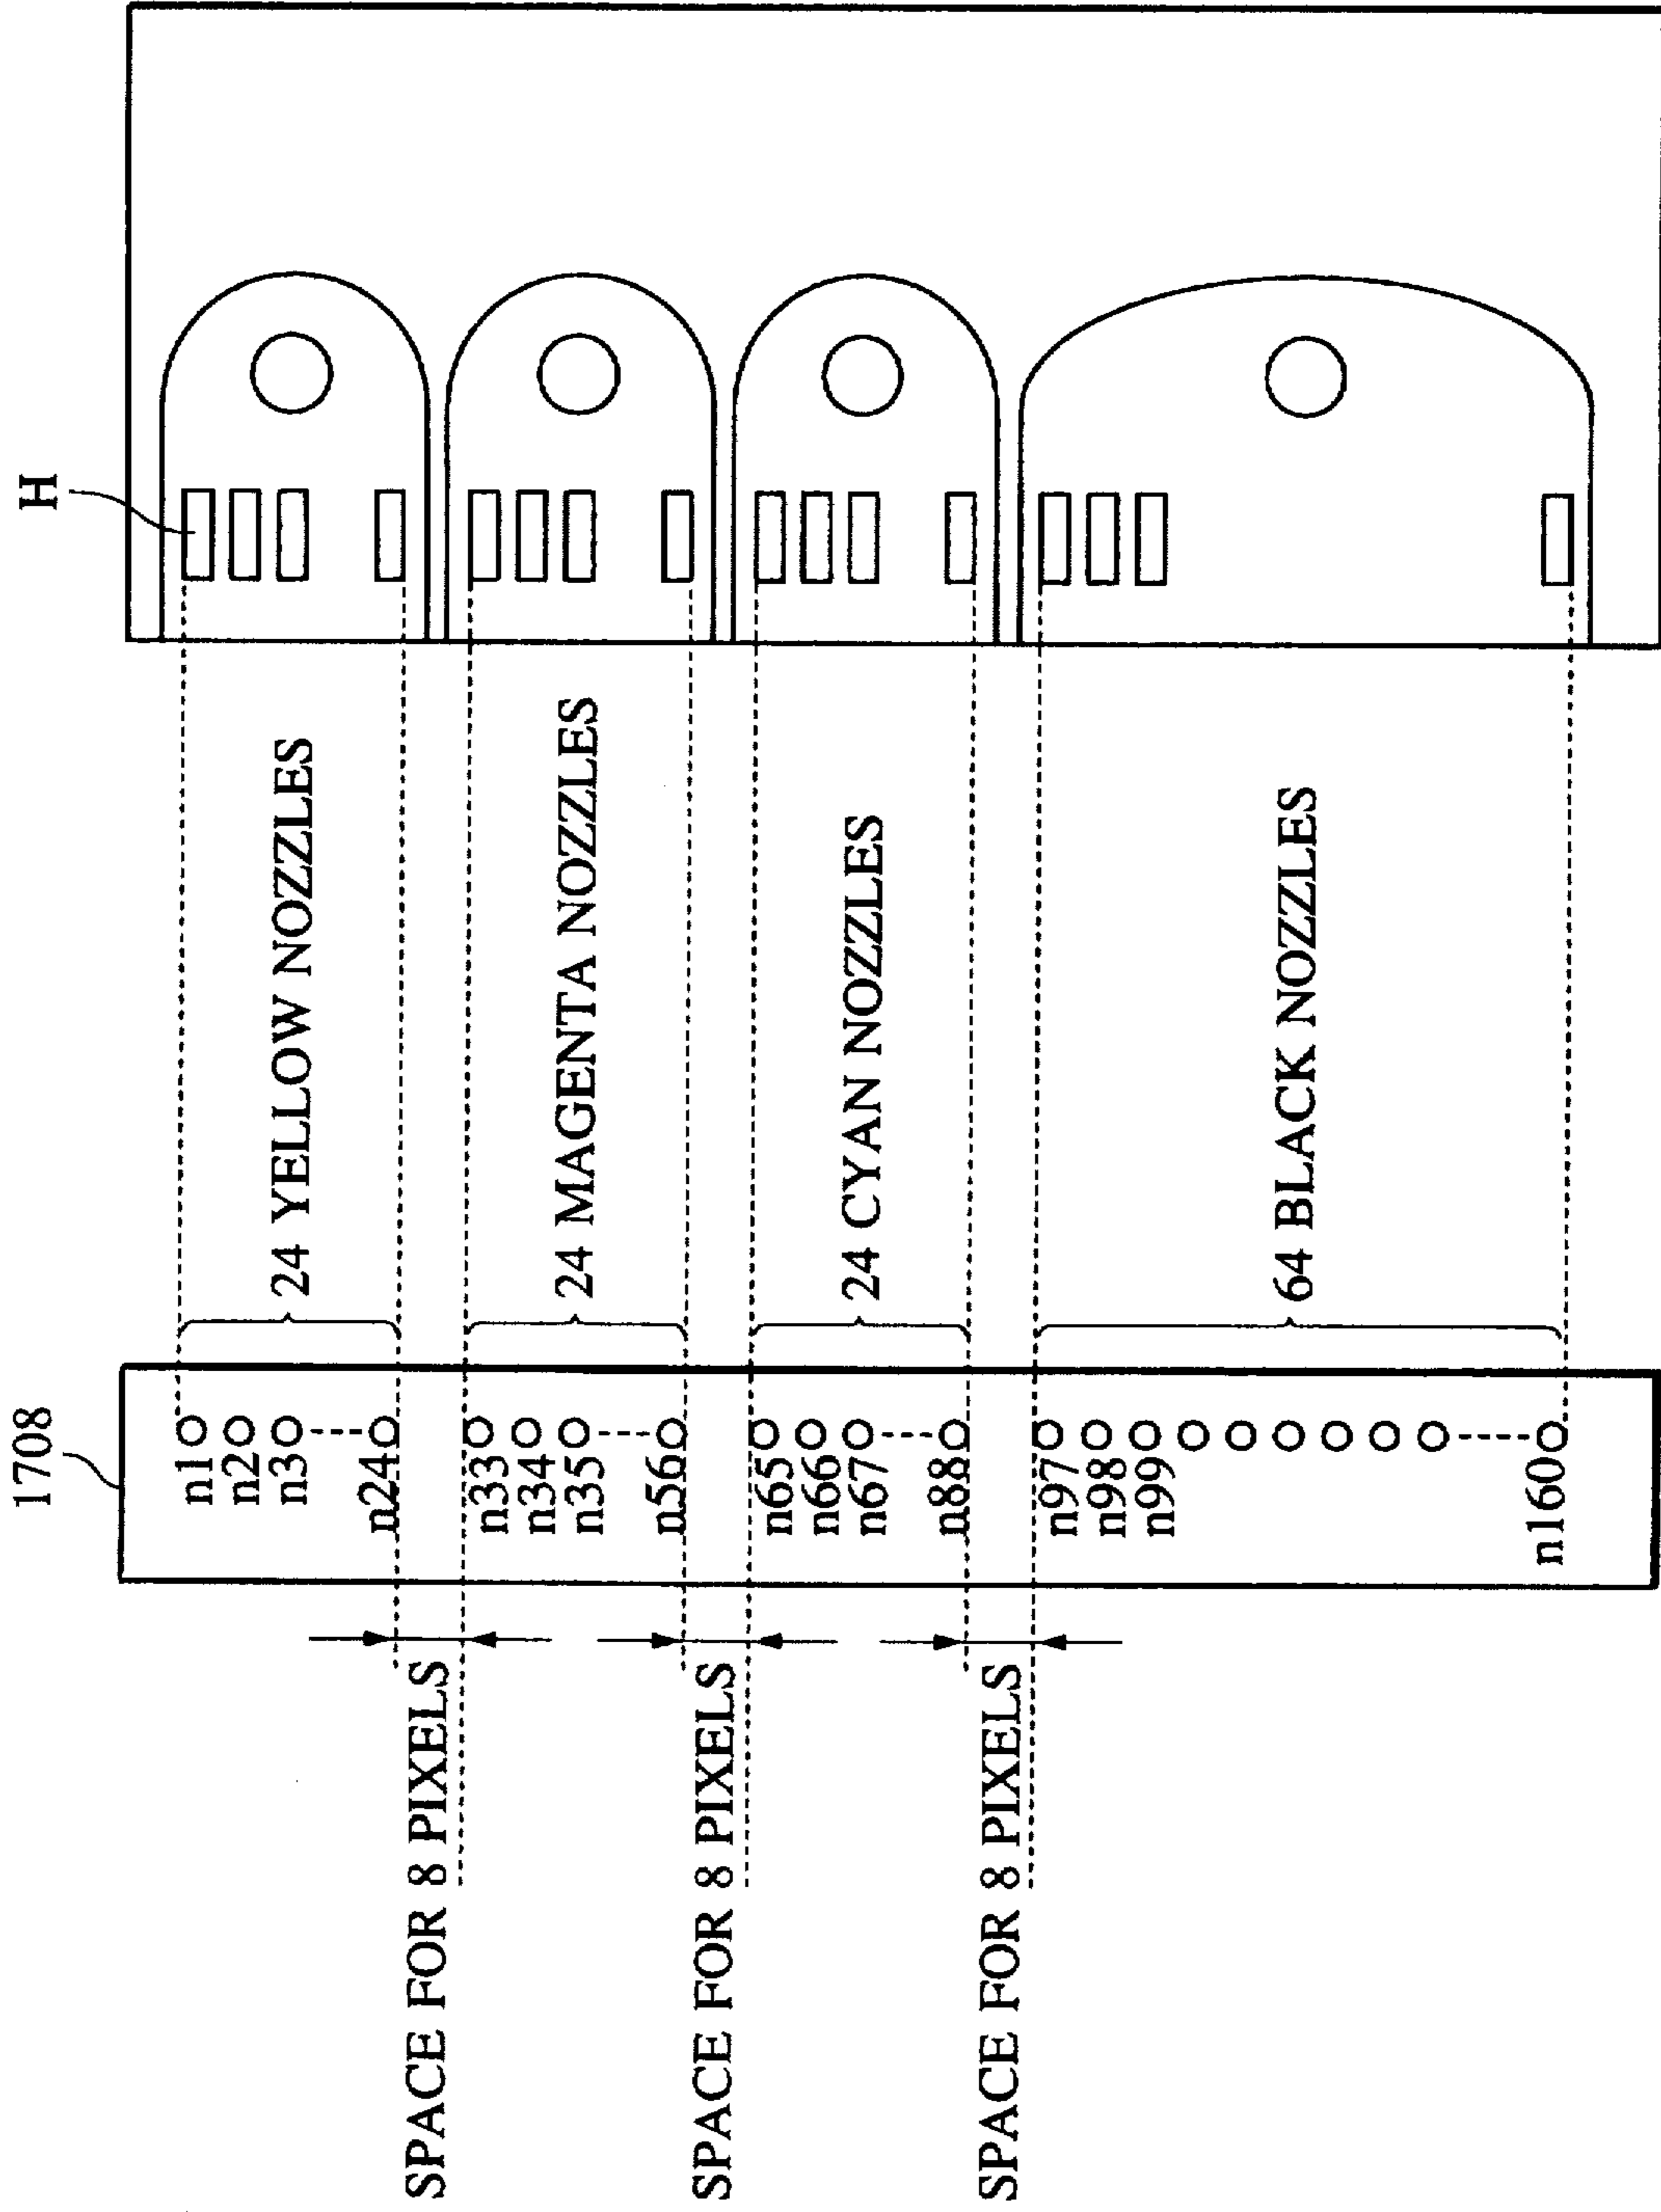 H
1708
n1
n2
n3
n24
n33
n34
n35
n56
n65
n66
n67
n88
n97
n98
n99
n160
24 YELLOW NOZZLES
24 MAGENTA NOZZLES
24 CYAN NOZZLES
64 BLACK NOZZLES
SPACE FOR 8 PIXELS
SPACE FOR 8 PIXELS
SPACE FOR 8 PIXELS